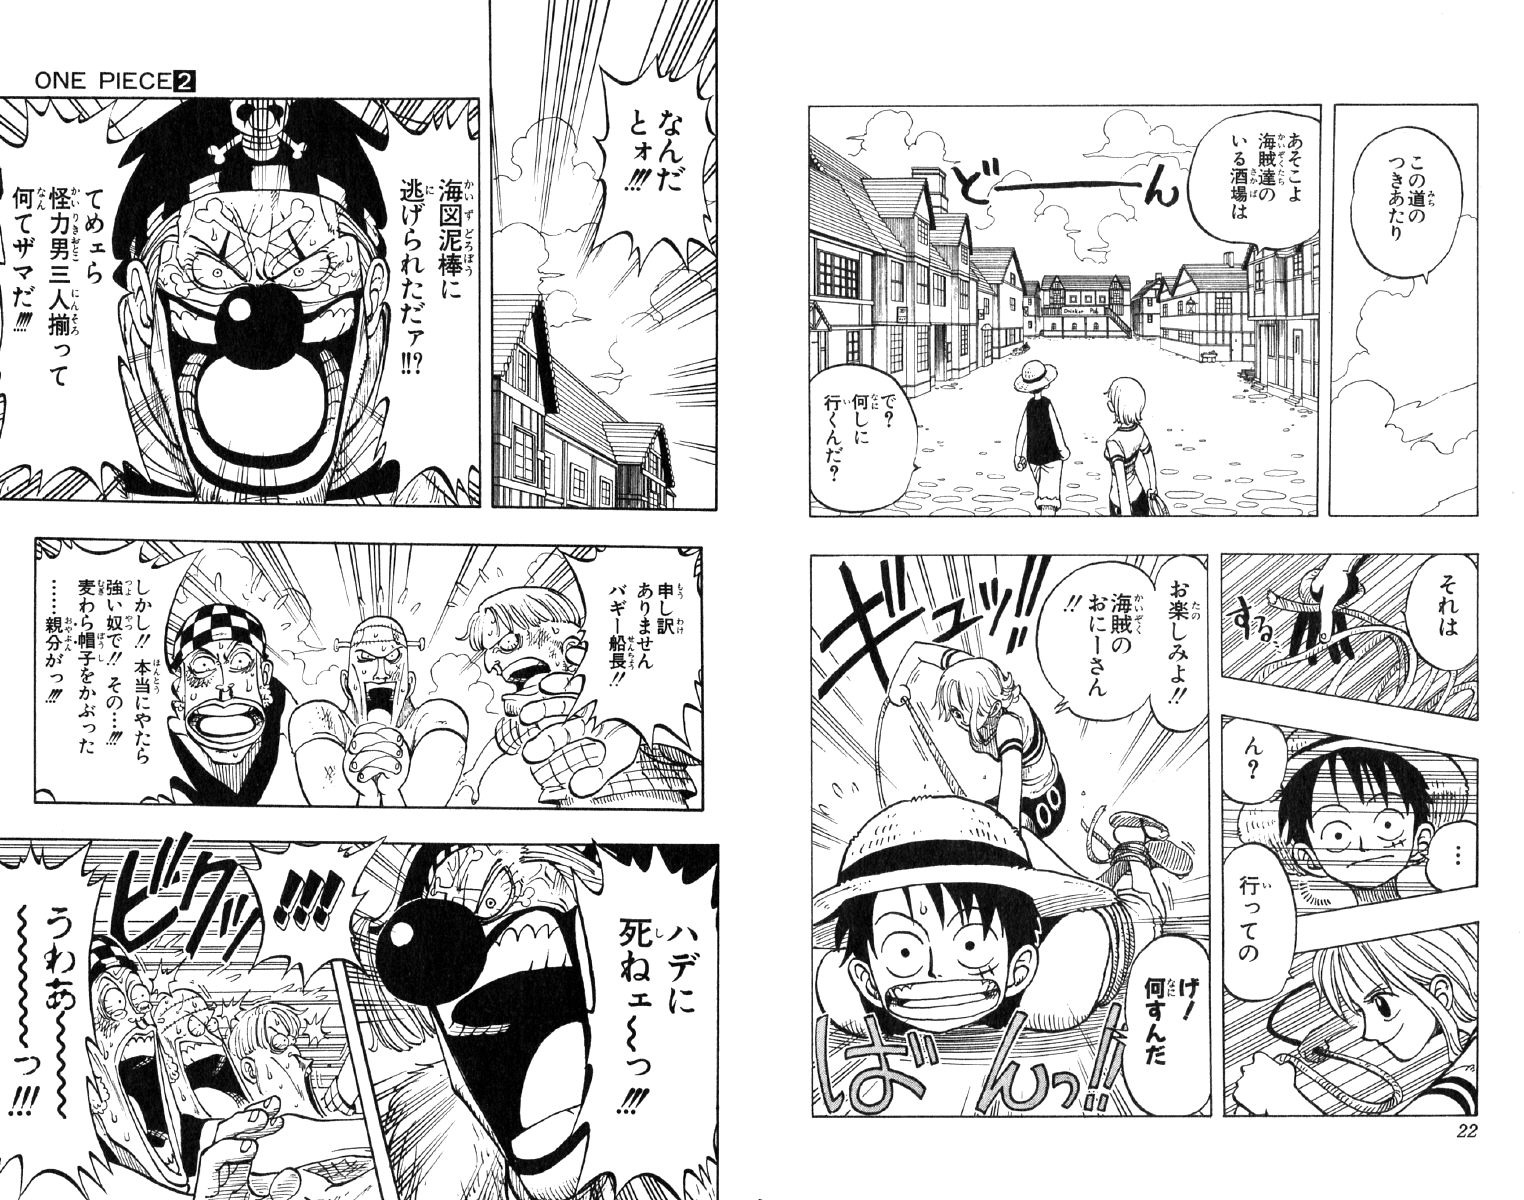 この道の
つきあたり
あそこよ
海賊達の
いる酒場は
ど――――ん
Drinker Pub
で?
何しに
行くんだ?
それは
するる…
ん?
…
行っての
お楽しみよ!!
海賊の
おにーさん
!!
ギュッ!!!
げ!
何すんだ
ばんっ!!
22
ONE PIECE2
なんだ
とォ!!!!
海図泥棒に
逃げられただァ!!?
てめェら
怪力男三人揃って
何てザマだ!!!!
申し訳
ありません
バギー船長!!
しかし!! 本当にやたら
強い奴で!! その…!!!
麦わら帽子をかぶった
……親分がっ!!!
ハデに
死ねェ~っ!!!
!!!
ビクッ
うわあ~~~~
~~~~~っ!!!